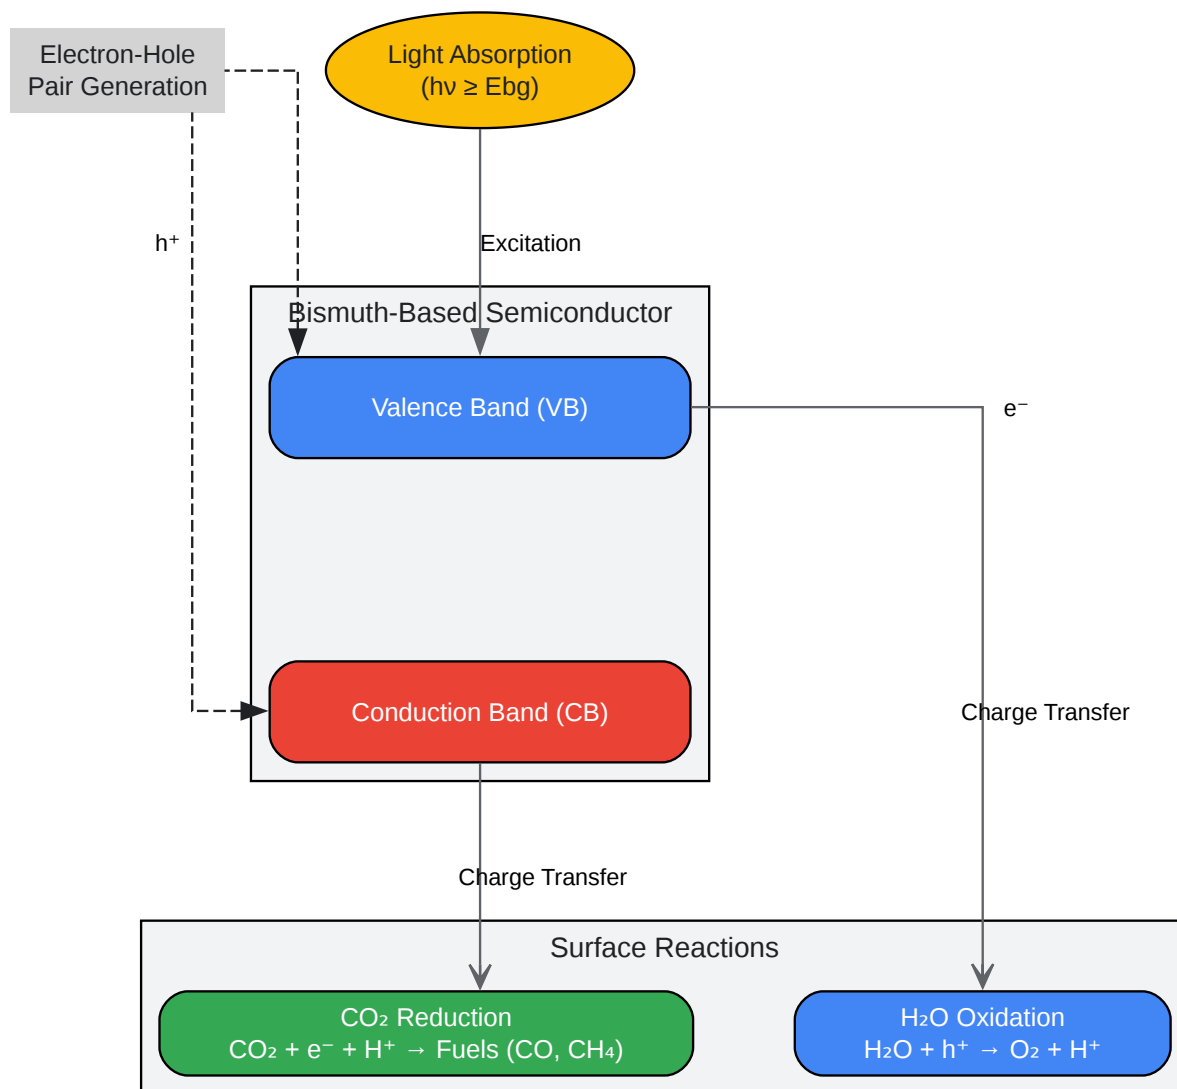 Electron-Hole
Pair Generation
Light Absorption
(hν ≥ Ebg)
h⁺
Excitation
Bismuth-Based Semiconductor
Valence Band (VB)
e⁻
Conduction Band (CB)
Charge Transfer
Charge Transfer
Surface Reactions
CO₂ Reduction
CO₂ + e⁻ + H⁺ → Fuels (CO, CH₄)
H₂O Oxidation
H₂O + h⁺ → O₂ + H⁺